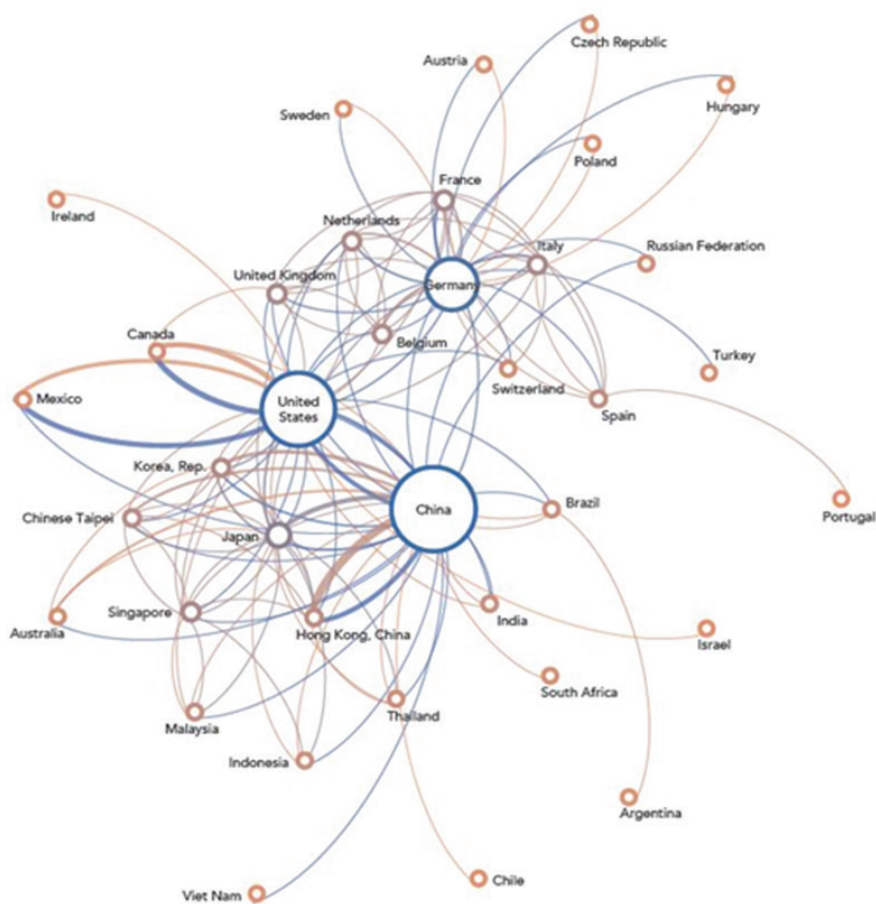 Czech Republic
Austria
Hungary
Sweden
Poland
France
Ireland
Netherlands
Italy
Russian Federation
United Kingdom
Germany
Canada
Belgium
Turkey
Switzerland
Mexico
United
States
Spain
Korea, Rep.
Brazil
China
Chinese Taipei
Portugal
Japan
Singapore
India
Australia
Hong Kong, China
Israel
South Africa
Thailand
Malaysia
Indonesia
Argentina
Chile
Viet Nam